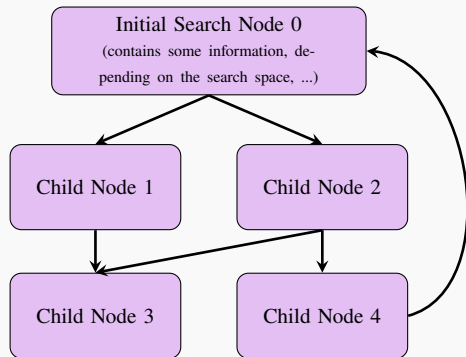 Initial Search Node 0
(contains some information, de-
pending on the search space, ...)
Child Node 1
Child Node 2
Child Node 3
Child Node 4